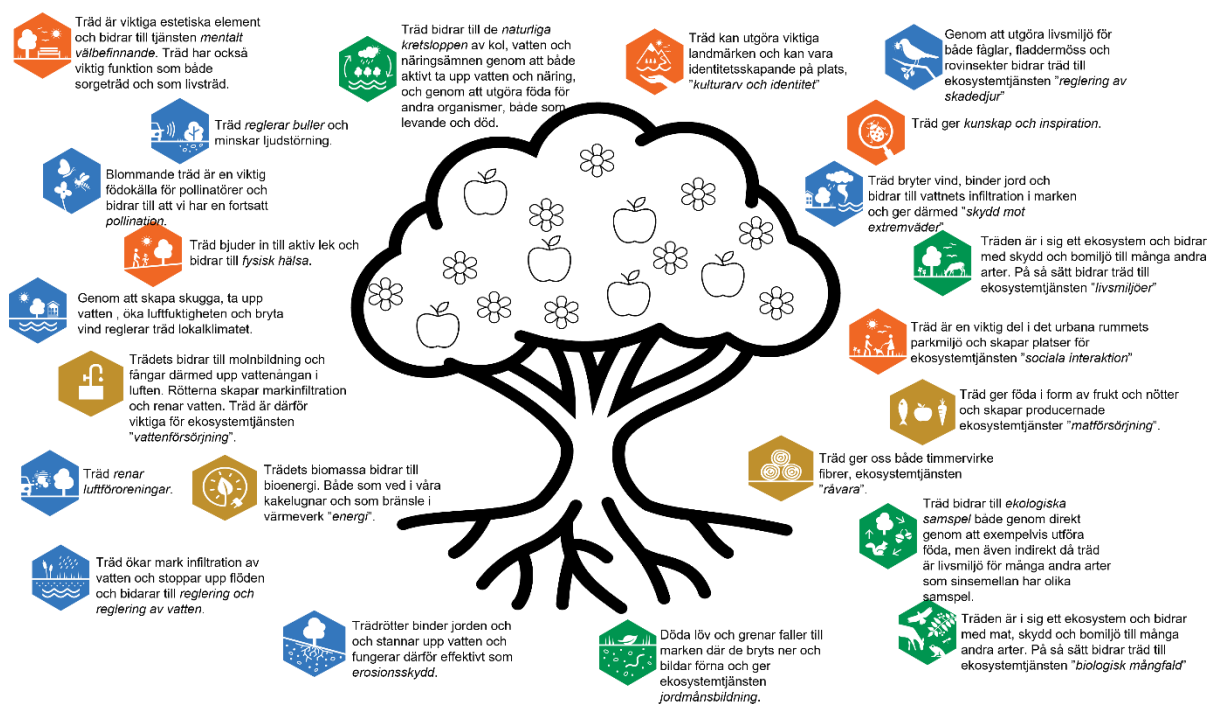 Träd är viktiga estetiska element
och bidrar till tjänsten mentalt
välbefinnande. Träd har också
viktig funktion som både
sorgeträd och som livsträd.
Träd reglerar buller och
minskar ljudstörning.
Blommande träd är en viktig
födokälla för pollinatörer och
bidrar till att vi har en fortsatt
pollination.
Träd bjuder in till aktiv lek och
bidrar till fysisk hälsa.
Genom att skapa skugga, ta upp
vatten , öka luftfuktigheten och bryta
vind reglerar träd lokalklimatet.
Trädets bidrar till molnbildning och
fångar därmed upp vattenångan i
luften. Rötterna skapar markinfiltration
och renar vatten. Träd är därför
viktiga för ekosystemtjänsten
"vattenförsörjning".
Träd renar
luftföroreningar.
Trädets biomassa bidrar till
bioenergi. Både som ved i våra
kakelugnar och som bränsle i
värmeverk "energi".
Träd ökar mark infiltration av
vatten och stoppar upp flöden
och bidarar till reglering och
reglering av vatten.
Trädrötter binder jorden och
och stannar upp vatten och
fungerar därför effektivt som
erosionsskydd.
Träd bidrar till de naturliga
kretsloppen av kol, vatten och
näringsämnen genom att både
aktivt ta upp vatten och näring,
och genom att utgöra föda för
andra organismer, både som
levande och död.
Träd kan utgöra viktiga
landmärken och kan vara
identitetsskapande på plats,
"kulturarv och identitet"
Genom att utgöra livsmiljö för
både fåglar, fladdermöss och
rovinsekter bidrar träd till
ekosystemtjänsten "reglering av
skadedjur"
Träd ger kunskap och inspiration.
Träd bryter vind, binder jord och
bidrar till vattnets infiltration i marken
och ger därmed "skydd mot
extremväder"
Träden är i sig ett ekosystem och bidrar
med skydd och bomiljö till många andra
arter. På så sätt bidrar träd till
ekosystemtjänsten "livsmiljöer"
Träd är en viktig del i det urbana rummets
parkmiljö och skapar platser för
ekosystemtjänsten "sociala interaktion"
Träd ger föda i form av frukt och nötter
och skapar producernade
ekosystemtjänster "matförsörjning".
Träd ger oss både timmervirke
fibrer, ekosystemtjänsten
"råvara".
Träd bidrar till ekologiska
samspel både genom direkt
genom att exempelvis utföra
föda, men även indirekt då träd
är livsmiljö för många andra arter
som sinsemellan har olika
samspel.
Träden är i sig ett ekosystem och bidrar
med mat, skydd och bomiljö till många
andra arter. På så sätt bidrar träd till
ekosystemtjänsten "biologisk mångfald"
Döda löv och grenar faller till
marken där de bryts ner och
bildar förna och ger
ekosystemtjänsten
jordmånsbildning.